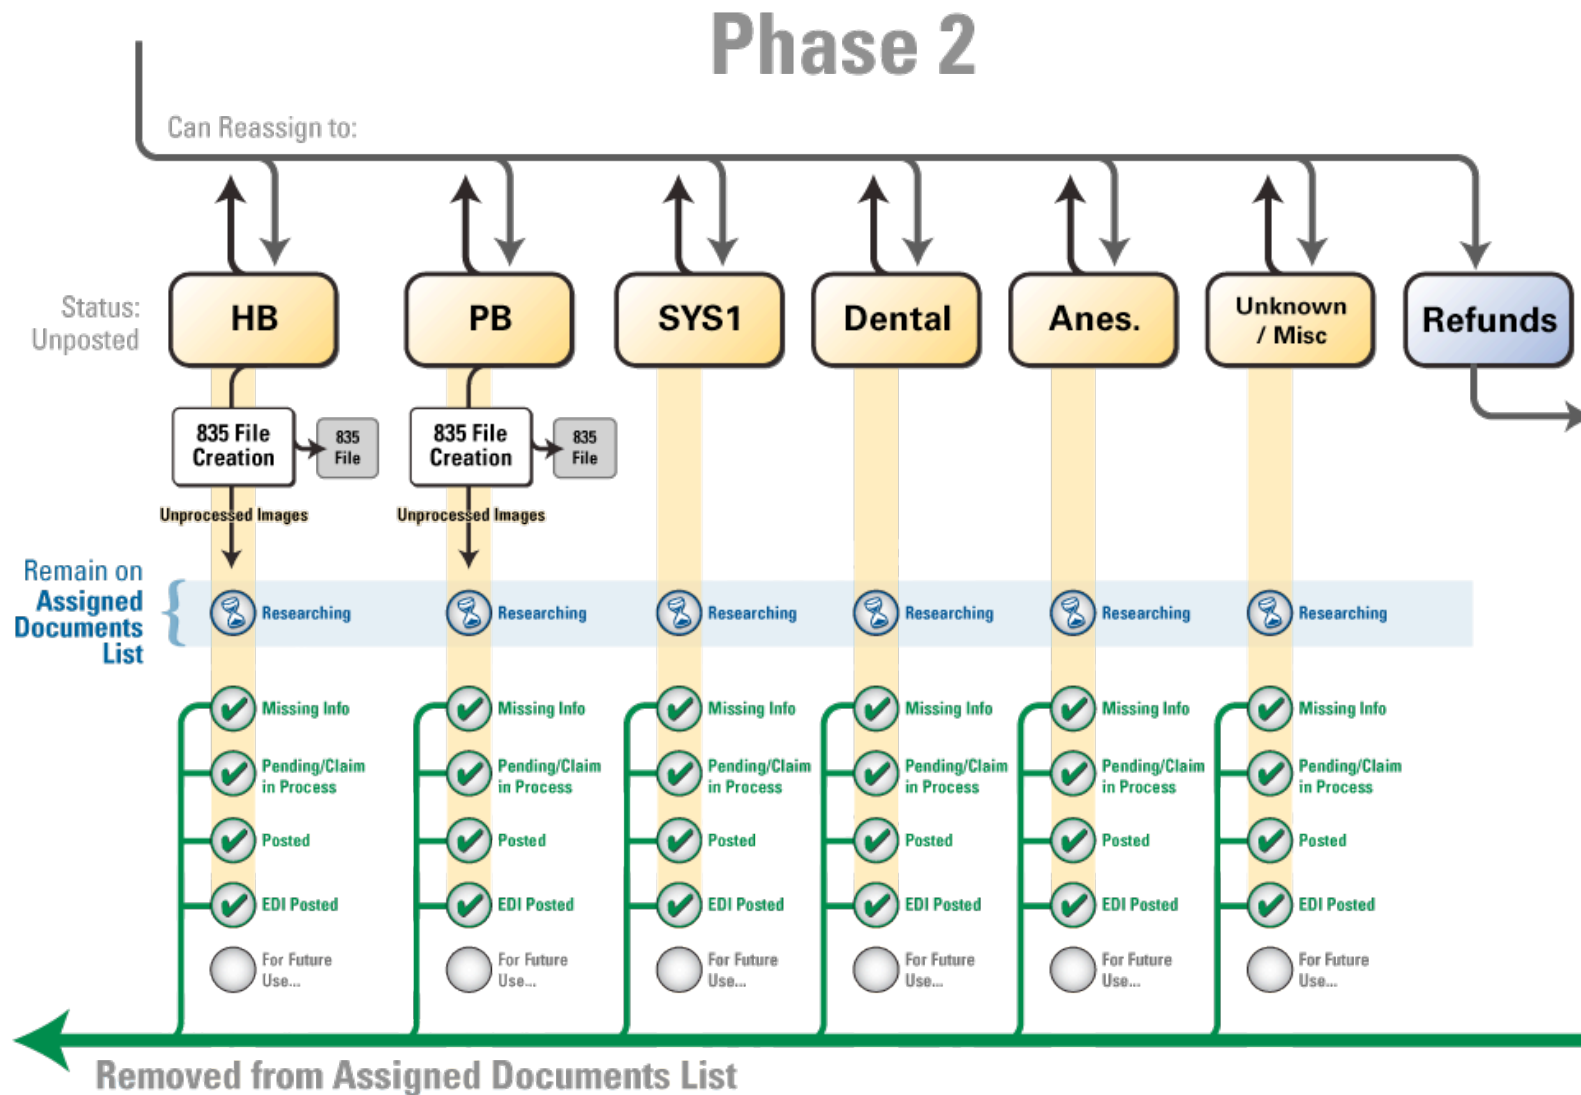 Phase 2
Can Reassign to:
Status:
Unposted
HB
PB
SYS1
Dental
Anes.
Unknown
/ Misc
Refunds
835 File
Creation
835
File
835 File
Creation
835
File
Unprocessed Images
Unprocessed Images
Remain on
Assigned
Documents
List
Researching
Researching
Researching
Researching
Researching
Researching
Missing Info
Missing Info
Missing Info
Missing Info
Missing Info
Missing Info
Pending/Claim
in Process
Pending/Claim
in Process
Pending/Claim
in Process
Pending/Claim
in Process
Pending/Claim
in Process
Pending/Claim
in Process
Posted
Posted
Posted
Posted
Posted
Posted
EDI Posted
EDI Posted
EDI Posted
EDI Posted
EDI Posted
EDI Posted
For Future
Use...
For Future
Use...
For Future
Use...
For Future
Use...
For Future
Use...
For Future
Use...
Removed from Assigned Documents List